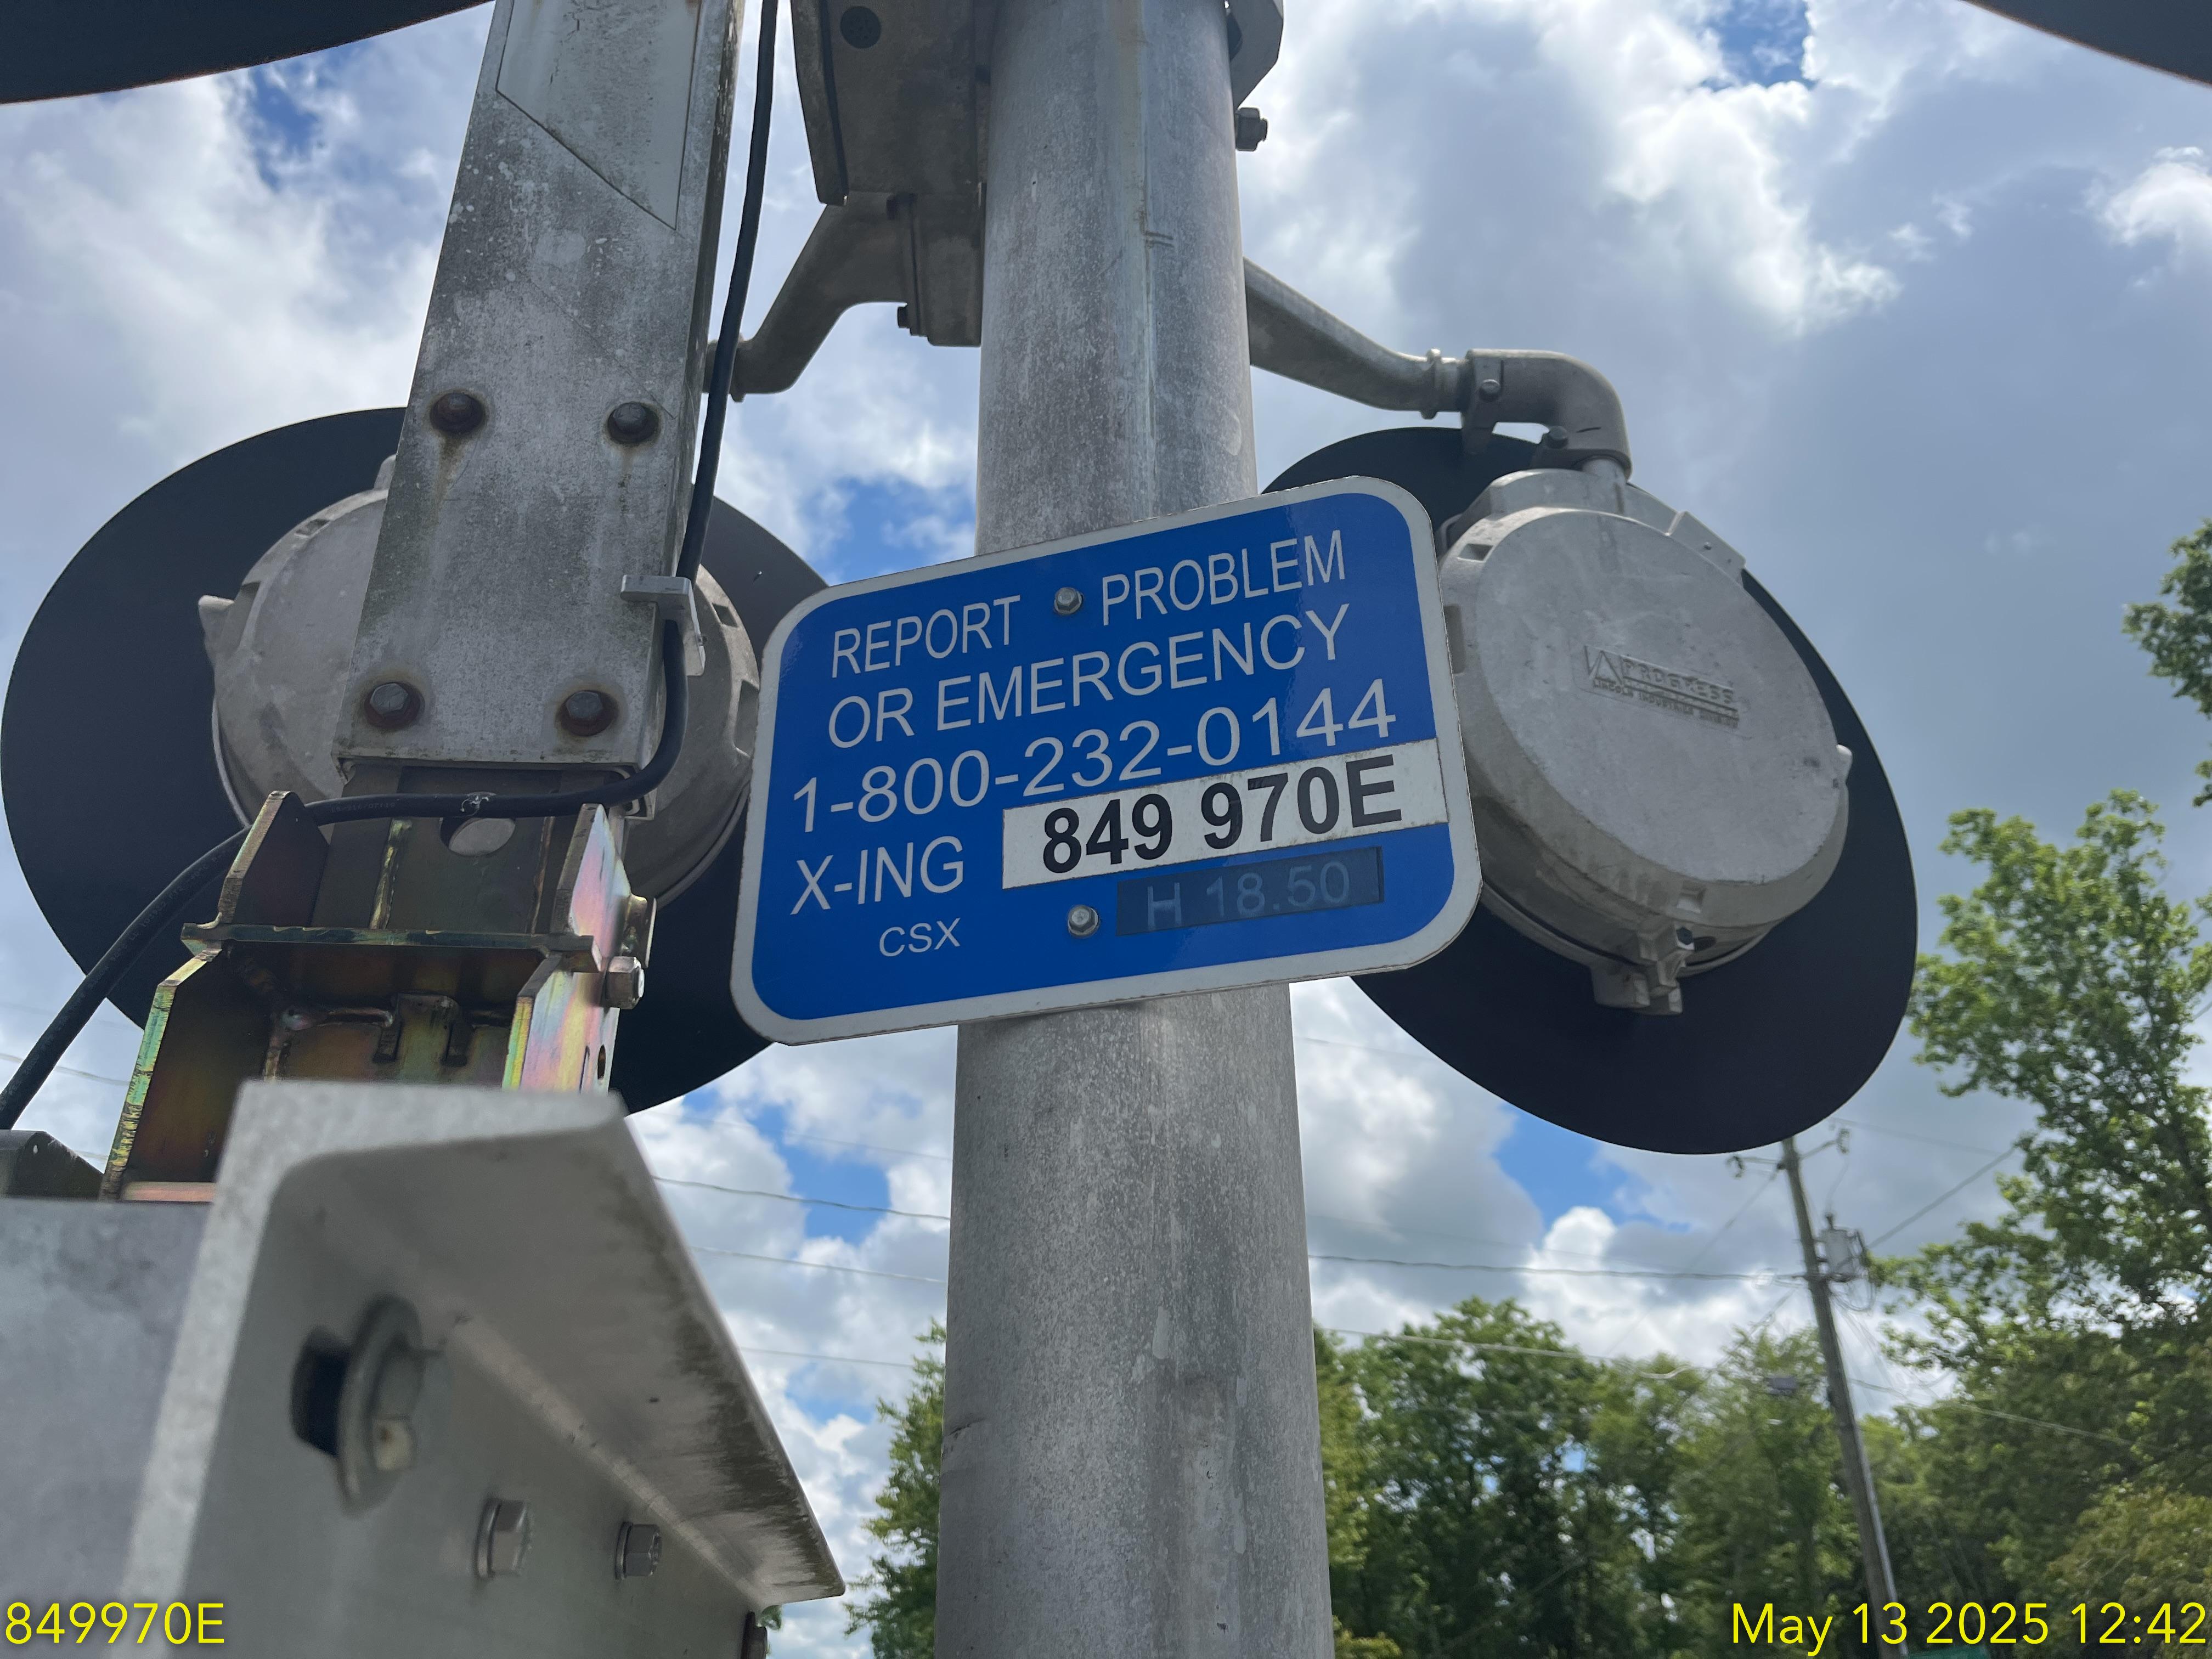 REPORT PROBLEM
OR EMERGENCY
1-800-232-0144
X-ING 849 970E
CSX H 18.50
PROGRESS
849970E
May 13 2025 12:42